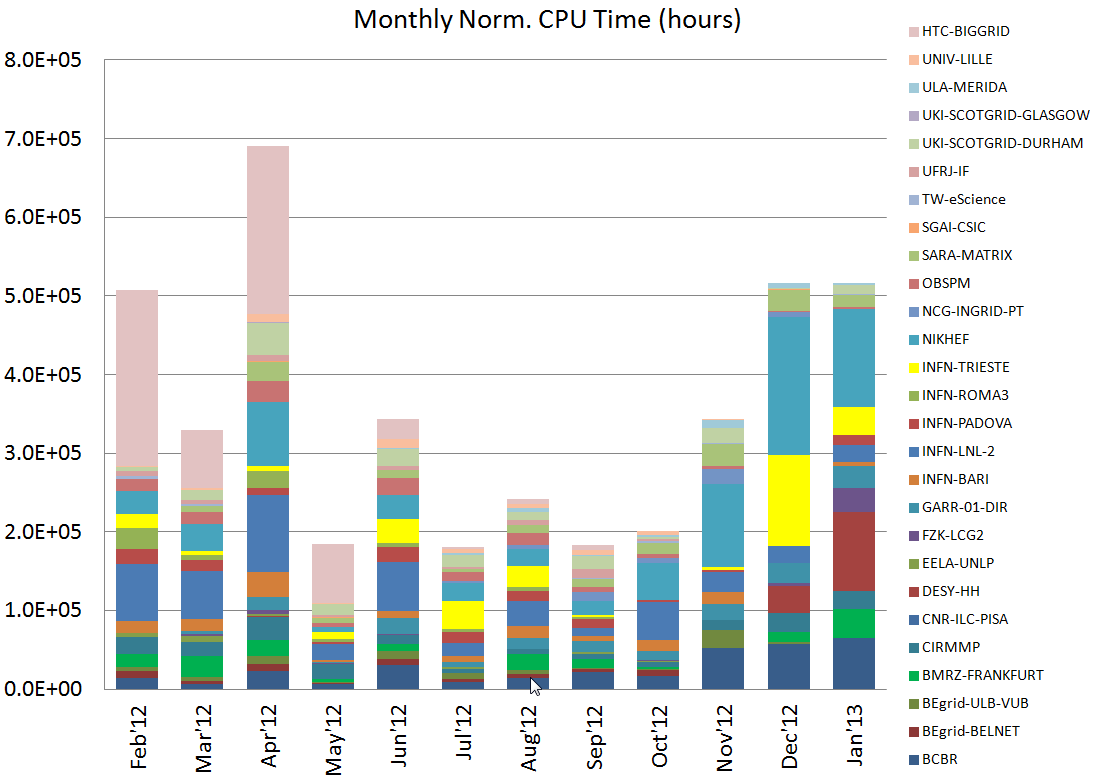 Monthly Norm. CPU Time (hours)
8.0E+05
7.0E+05
6.0E+05
5.0E+05
4.0E+05
3.0E+05
2.0E+05
1.0E+05
0.0E+00
Feb'12
Mar'12
Apr'12
May'12
Jun'12
Jul'12
Aug'12
Sep'12
Oct'12
Nov'12
Dec'12
Jan'13
HTC-BIGGRID
UNIV-LILLE
ULA-MERIDA
UKI-SCOTGRID-GLASGOW
UKI-SCOTGRID-DURHAM
UFRJ-IF
TW-eScience
SGAI-CSIC
SARA-MATRIX
OBSPM
NCG-INGRID-PT
NIKHEF
INFN-TRIESTE
INFN-ROMA3
INFN-PADOVA
INFN-LNL-2
INFN-BARI
GARR-01-DIR
FZK-LCG2
EELA-UNLP
DESY-HH
CNR-ILC-PISA
CIRMMP
BMRZ-FRANKFURT
BEgrid-ULB-VUB
BEgrid-BELNET
BCBR